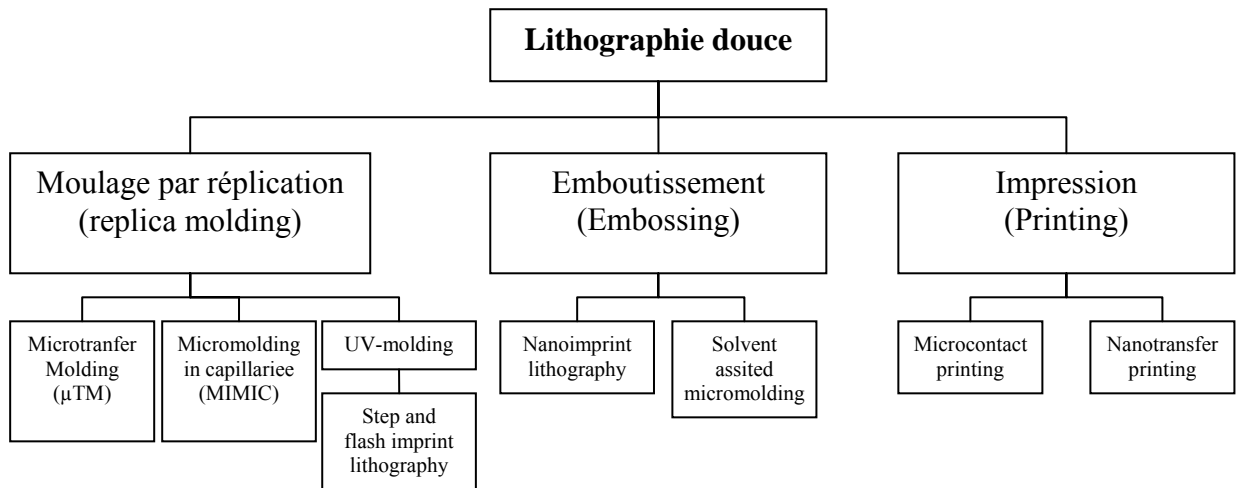 Lithographie douce
Moulage par réplication
(replica molding)
Emboutissement
(Embossing)
Impression
(Printing)
Microtranfer
Molding
(µTM)
Micromolding
in capillariee
(MIMIC)
UV-molding
Step and
flash imprint
lithography
Nanoimprint
lithography
Solvent
assited
micromolding
Microcontact
printing
Nanotransfer
printing